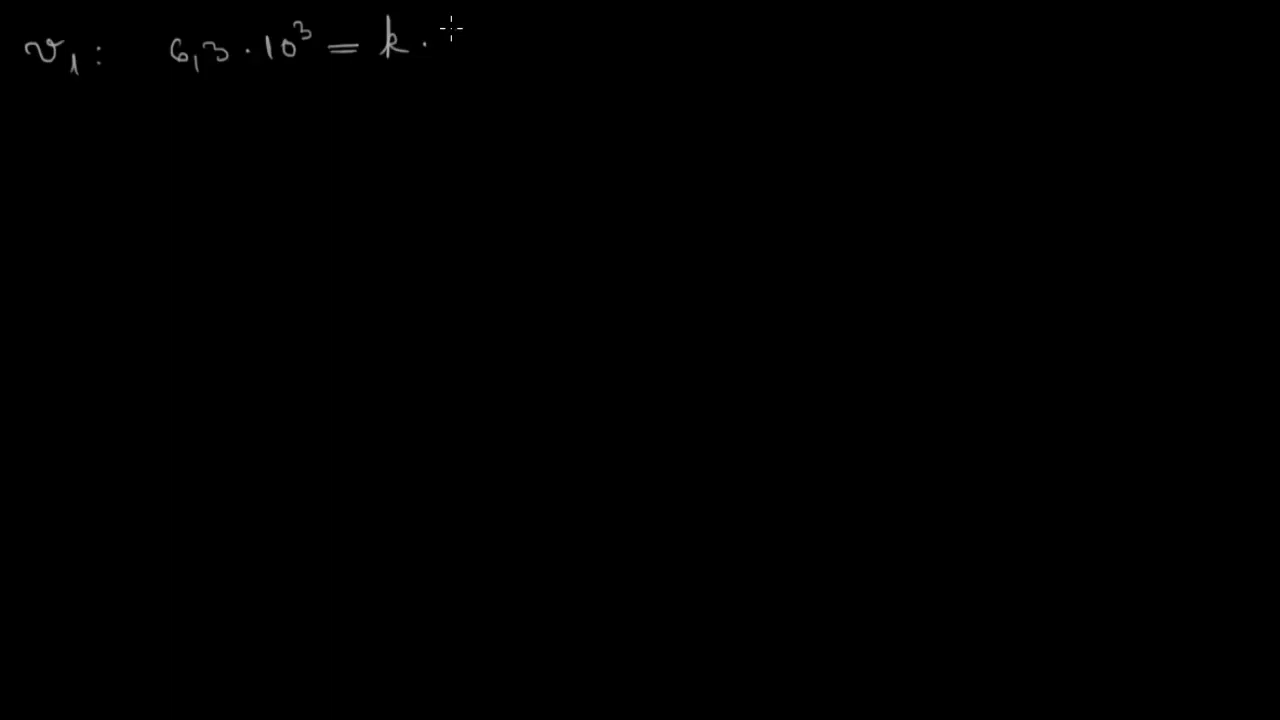 v₁: 6,3 · 10³ = k ·